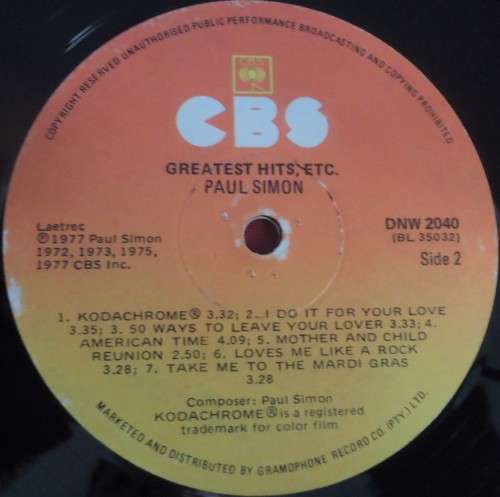 COPYRIGHT RESERVED UNAUTHORISED PUBLIC PERFORMANCE BROADCASTING AND COPYING PROHIBITED
CBS
CBS
GREATEST HITS, ETC.
PAUL SIMON
Laetrec
Ⓟ1977 Paul Simon
1972, 1973, 1975,
1977 CBS Inc.
DNW 2040
(BL 35032)
Side 2
1. KODACHROME® 3.32; 2. I DO IT FOR YOUR LOVE
3.35; 3. 50 WAYS TO LEAVE YOUR LOVER 3.33; 4.
AMERICAN TIME 4.09; 5. MOTHER AND CHILD
REUNION 2.50; 6. LOVES ME LIKE A ROCK
3.28; 7. TAKE ME TO THE MARDI GRAS
3.28
Composer: Paul Simon
KODACHROME® is a registered
trademark for color film
MARKETED AND DISTRIBUTED BY GRAMOPHONE RECORD CO. (PTY.) LTD.